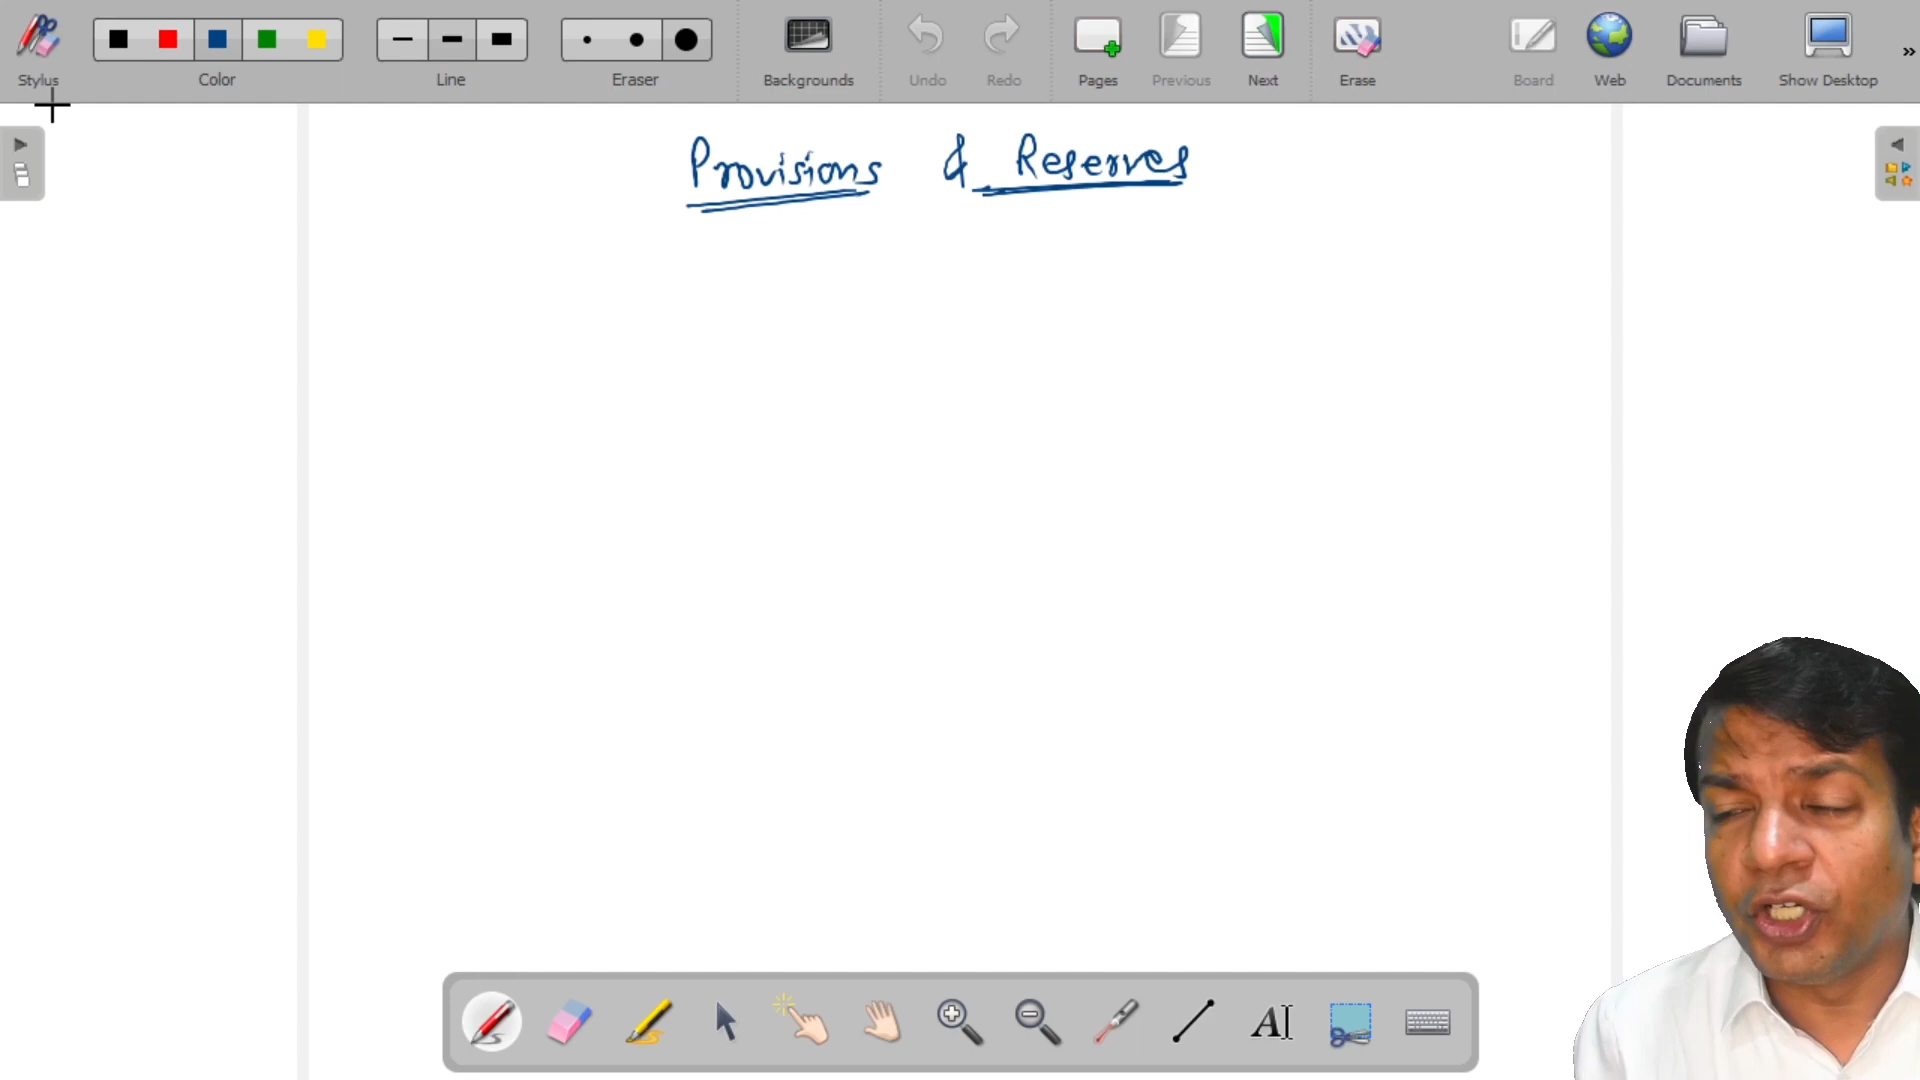 Stylus Color Line Eraser Backgrounds Undo Redo Pages Previous Next Erase Board Web Documents Show Desktop »
Provisions & Reserves
A